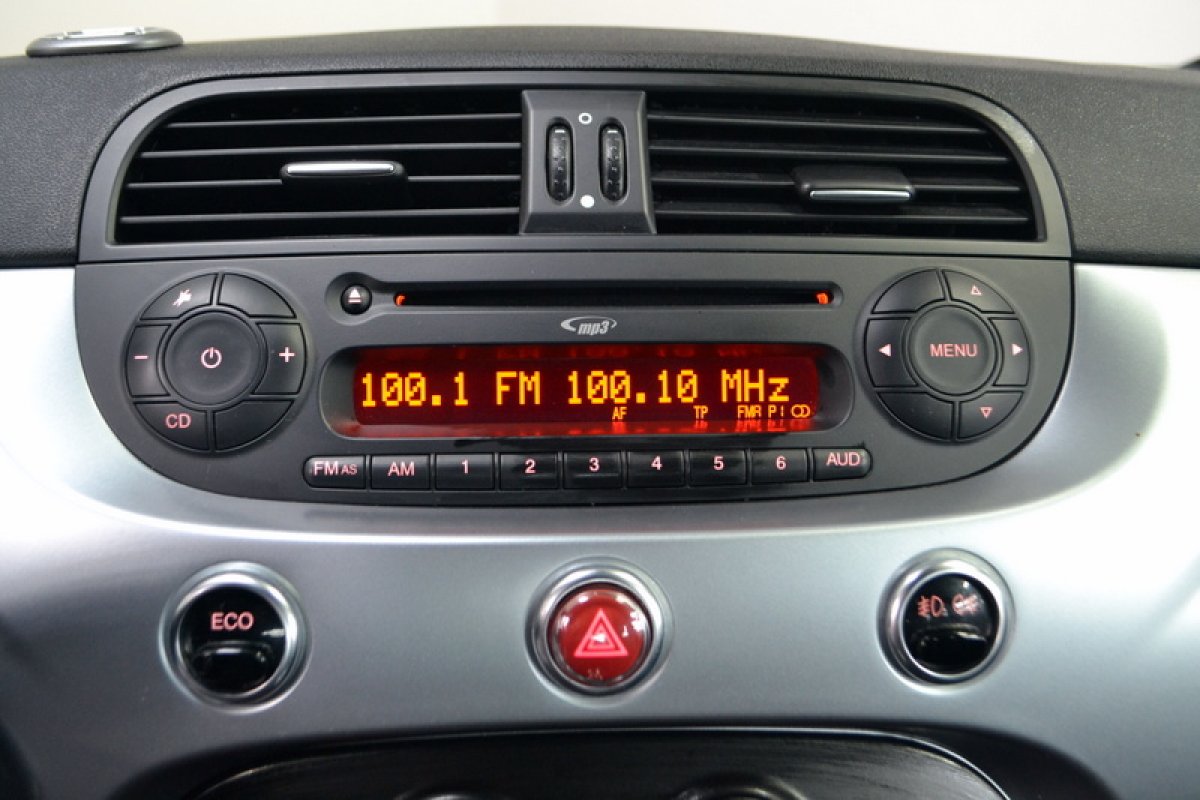 mp3
100.1 FM 100.10 MHz
AF TP FMR P1
MENU
CD
FM AS AM 1 2 3 4 5 6 AUD
ECO